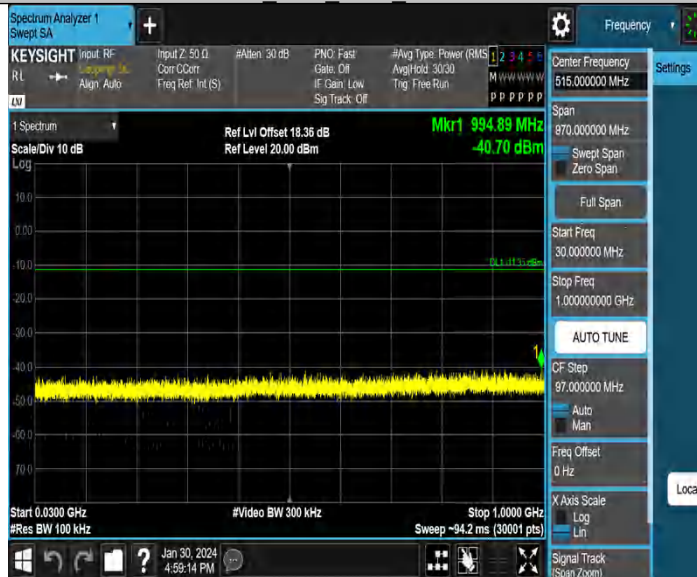 Spectrum Analyzer 1
Swept SA
Frequency
KEYSIGHT
RL
Input: RF
Align: Auto
Input Z: 50 Ω
Corr CCorr
Freq Ref: Int (S)
#Atten: 30 dB
PNO: Fast
Gate: Off
IF Gain: Low
Sig Track: Off
#Avg Type: Power (RMS
Avg|Hold: 30/30
Trig: Free Run
1 2 3 4 5 6
M W W W W W
P P P P P P
LXI
Center Frequency
515.000000 MHz
Settings
1 Spectrum
Scale/Div 10 dB
Log
Ref Lvl Offset 18.36 dB
Ref Level 20.00 dBm
Mkr1 994.89 MHz
-40.70 dBm
Span
970.000000 MHz
Swept Span
Zero Span
Full Span
10.0
0.00
-10.0
-20.0
-30.0
-40.0
-50.0
-60.0
-70.0
1
Start Freq
30.000000 MHz
Stop Freq
1.000000000 GHz
AUTO TUNE
CF Step
97.000000 MHz
Auto
Man
Freq Offset
0 Hz
X Axis Scale
Log
Lin
Loca
Signal Track
(Span Zoom)
Start 0.0300 GHz
#Res BW 100 kHz
#Video BW 300 kHz
Stop 1.0000 GHz
Sweep ~94.2 ms (30001 pts)
?
Jan 30, 2024
4:59:14 PM